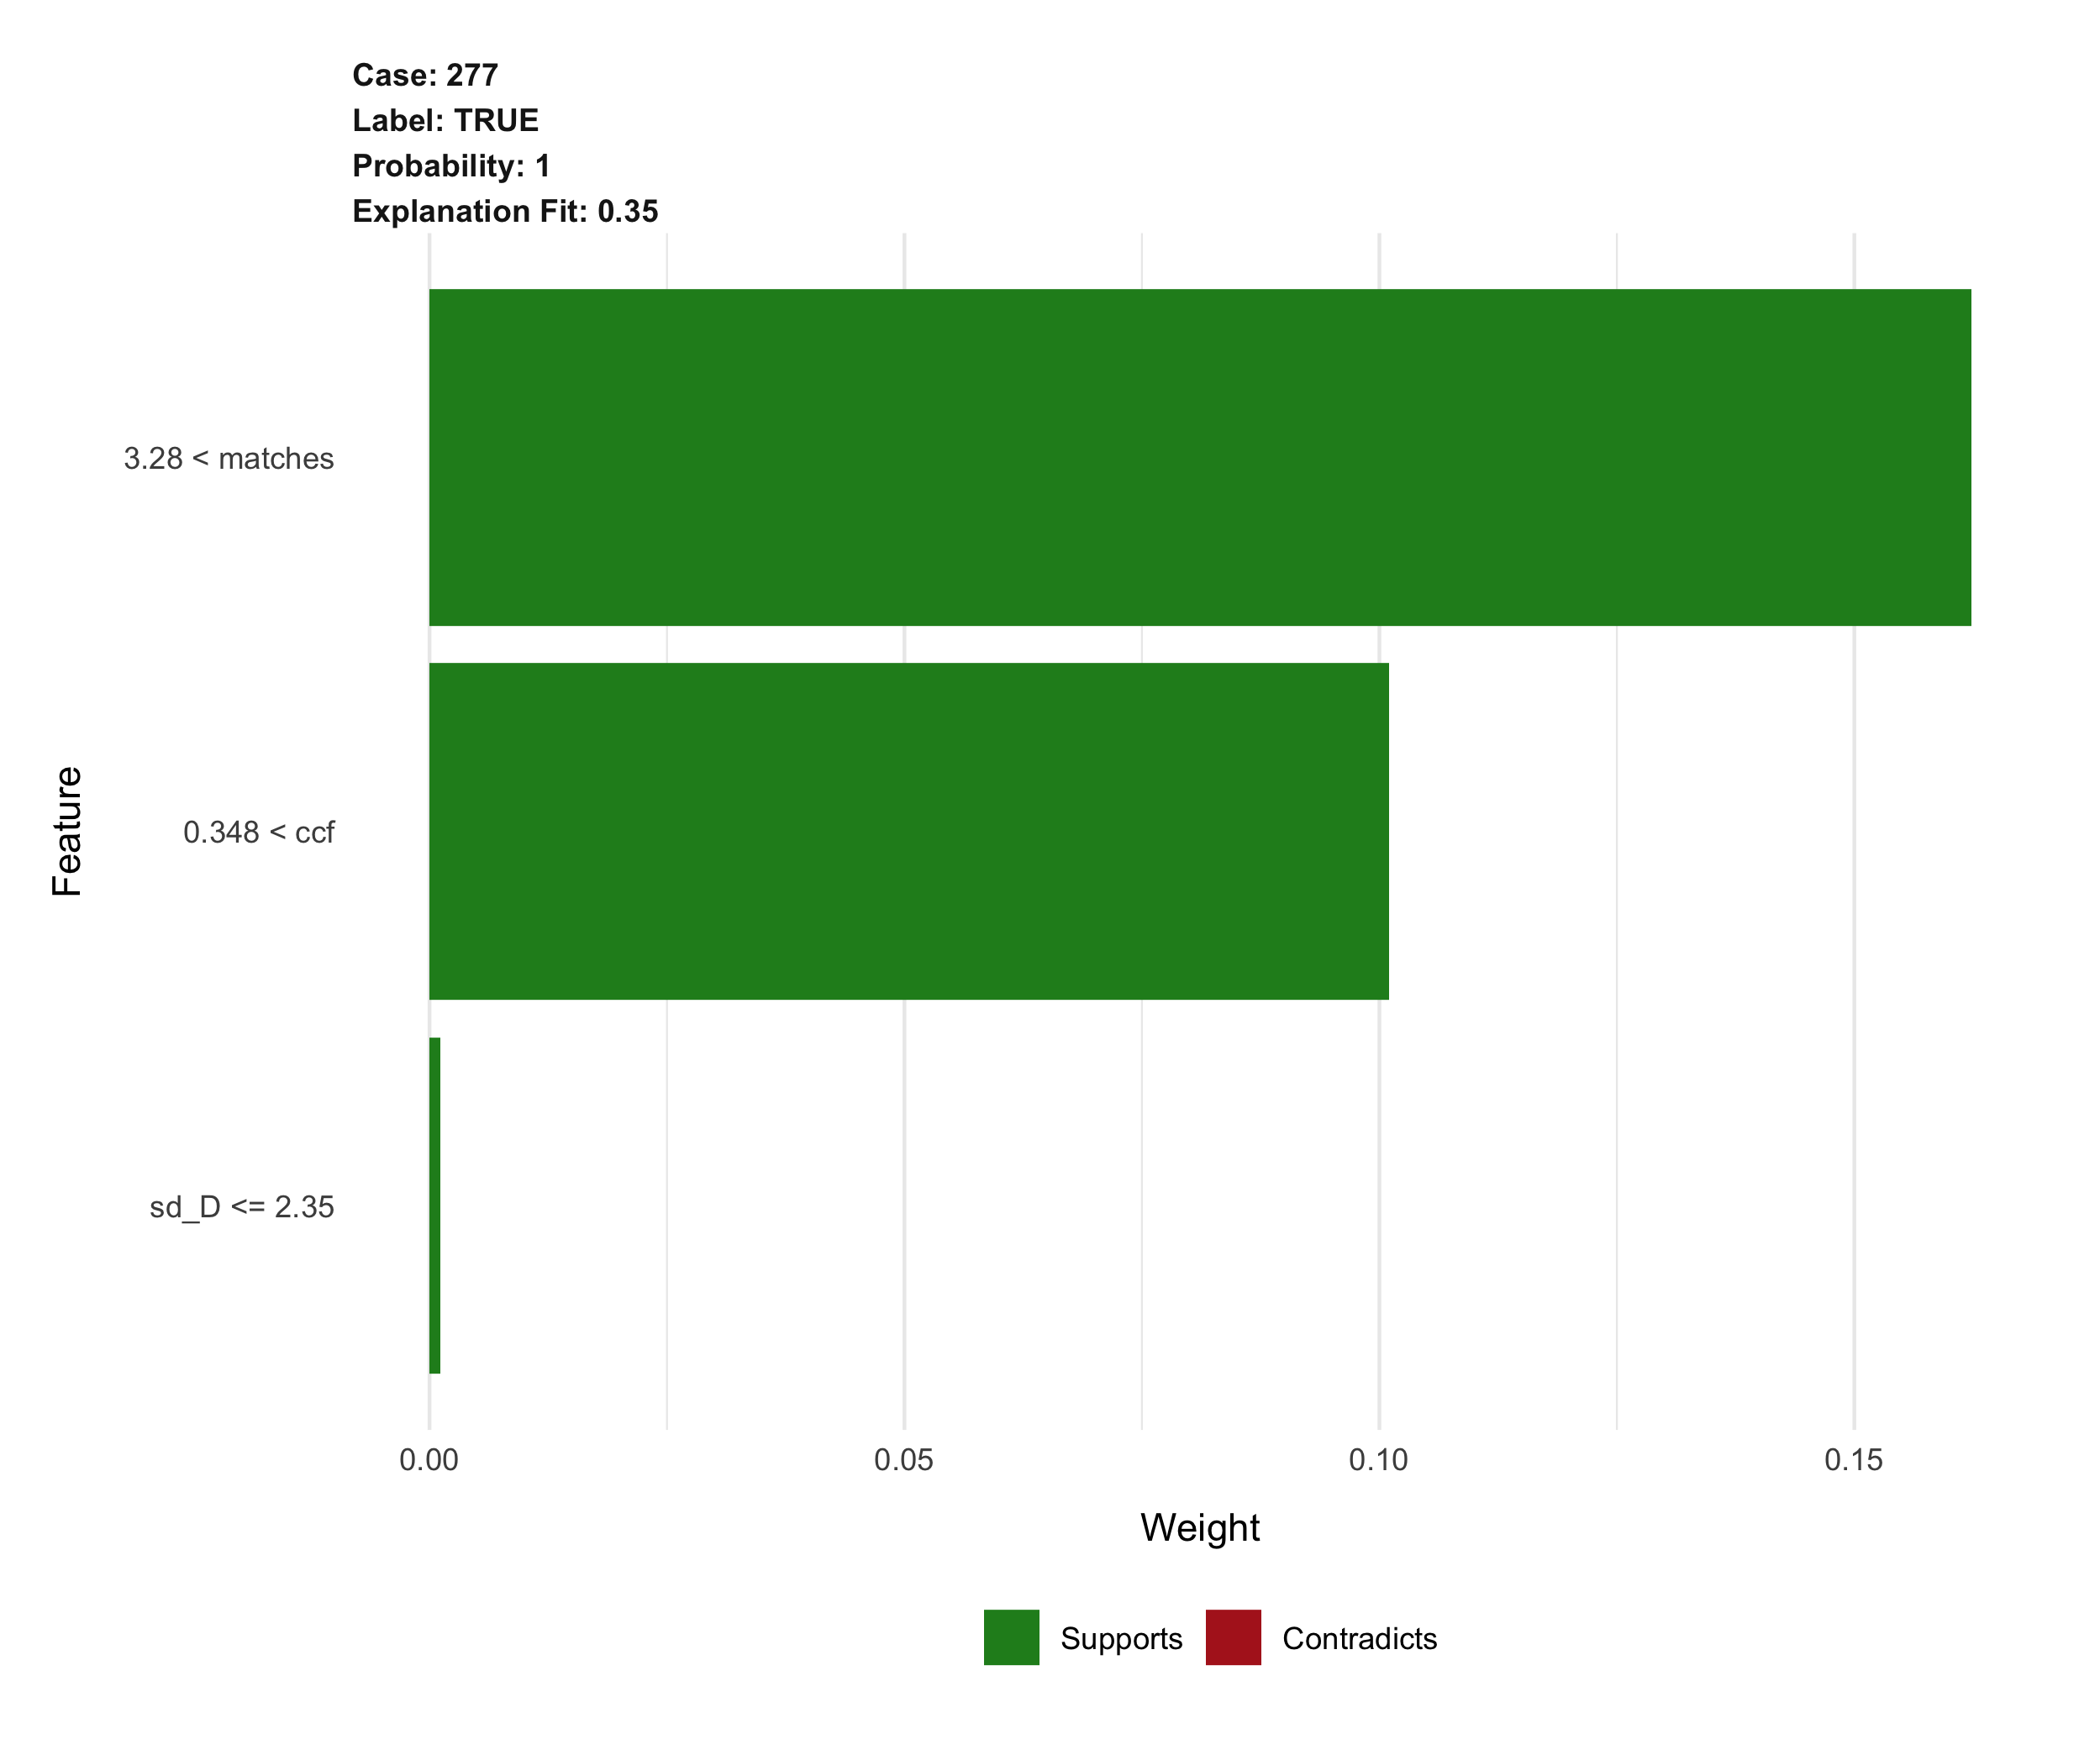 Case: 277
Label: TRUE
Probability: 1
Explanation Fit: 0.35
3.28 < matches
0.348 < ccf
sd_D <= 2.35
Feature
0.00
0.05
0.10
0.15
Weight
Supports
Contradicts